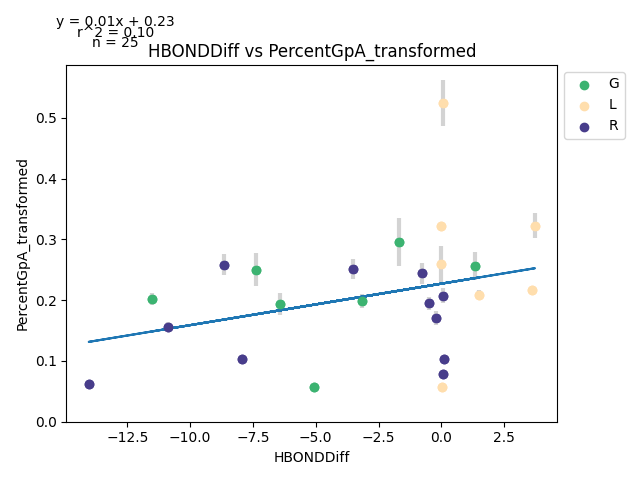 y = 0.01x + 0.23
r^2 = 0.10
n = 25
HBONDDiff vs PercentGpA_transformed
G
L
R
PercentGpA_transformed
0.5
0.4
0.3
0.2
0.1
0.0
−12.5 −10.0 −7.5 −5.0 −2.5 0.0 2.5
HBONDDiff